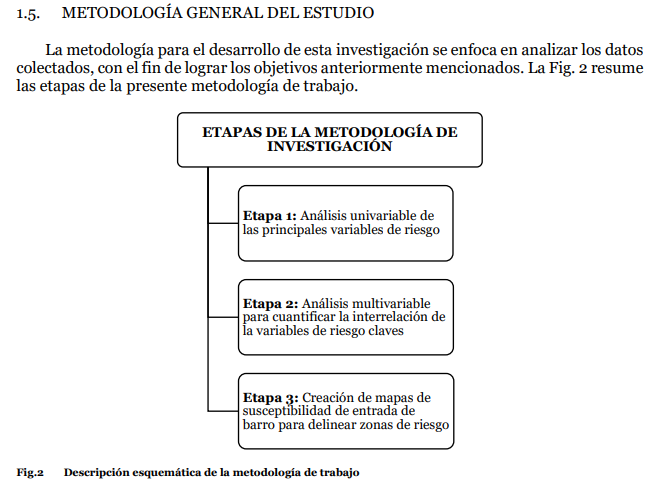 1.5. METODOLOGÍA GENERAL DEL ESTUDIO
La metodología para el desarrollo de esta investigación se enfoca en analizar los datos
colectados, con el fin de lograr los objetivos anteriormente mencionados. La Fig. 2 resume
las etapas de la presente metodología de trabajo.
ETAPAS DE LA METODOLOGÍA DE
INVESTIGACIÓN
Etapa 1: Análisis univariable de
las principales variables de riesgo
Etapa 2: Análisis multivariable
para cuantificar la interrelación de
la variables de riesgo claves
Etapa 3: Creación de mapas de
susceptibilidad de entrada de
barro para delinear zonas de riesgo
Fig.2 Descripción esquemática de la metodología de trabajo